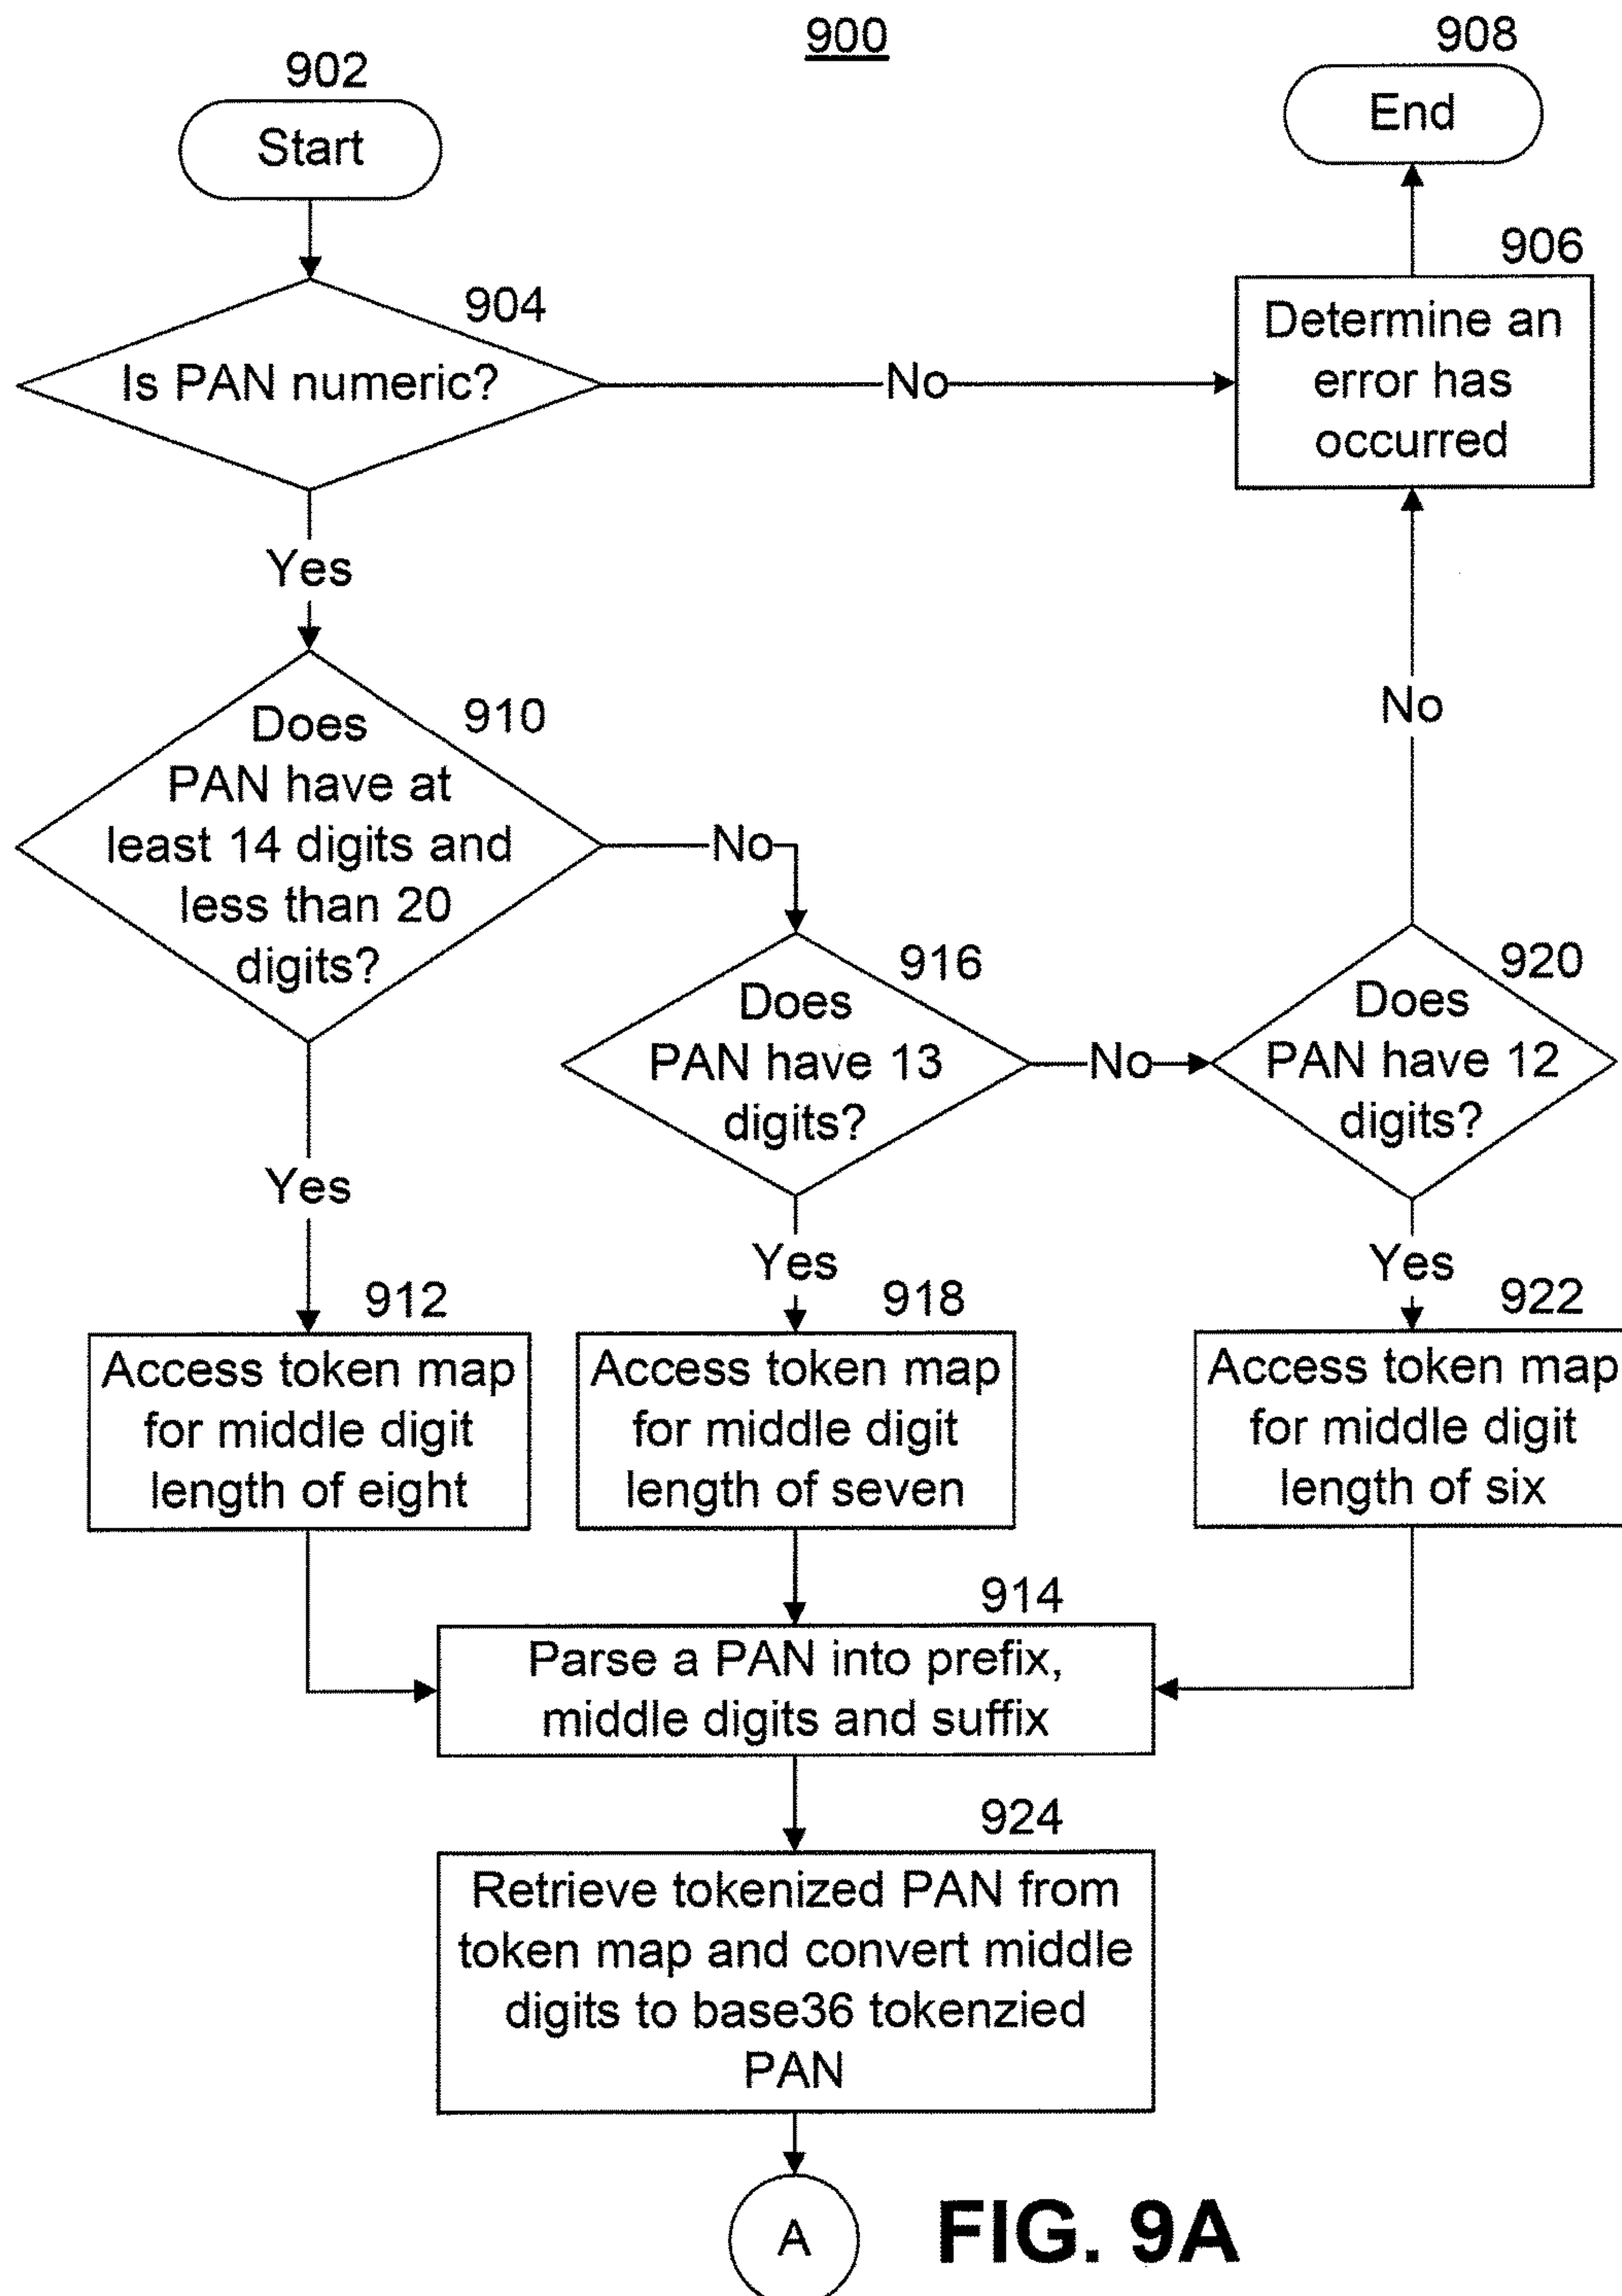 900
902
Start
908
End
904
Is PAN numeric?
No
906
Determine an
error has
occurred
Yes
910
Does
PAN have at
least 14 digits and
less than 20
digits?
No
916
Does
PAN have 13
digits?
No
920
Does
PAN have 12
digits?
No
Yes
Yes
Yes
912
Access token map
for middle digit
length of eight
918
Access token map
for middle digit
length of seven
922
Access token map
for middle digit
length of six
914
Parse a PAN into prefix,
middle digits and suffix
924
Retrieve tokenized PAN from
token map and convert middle
digits to base36 tokenzied
PAN
A
FIG. 9A